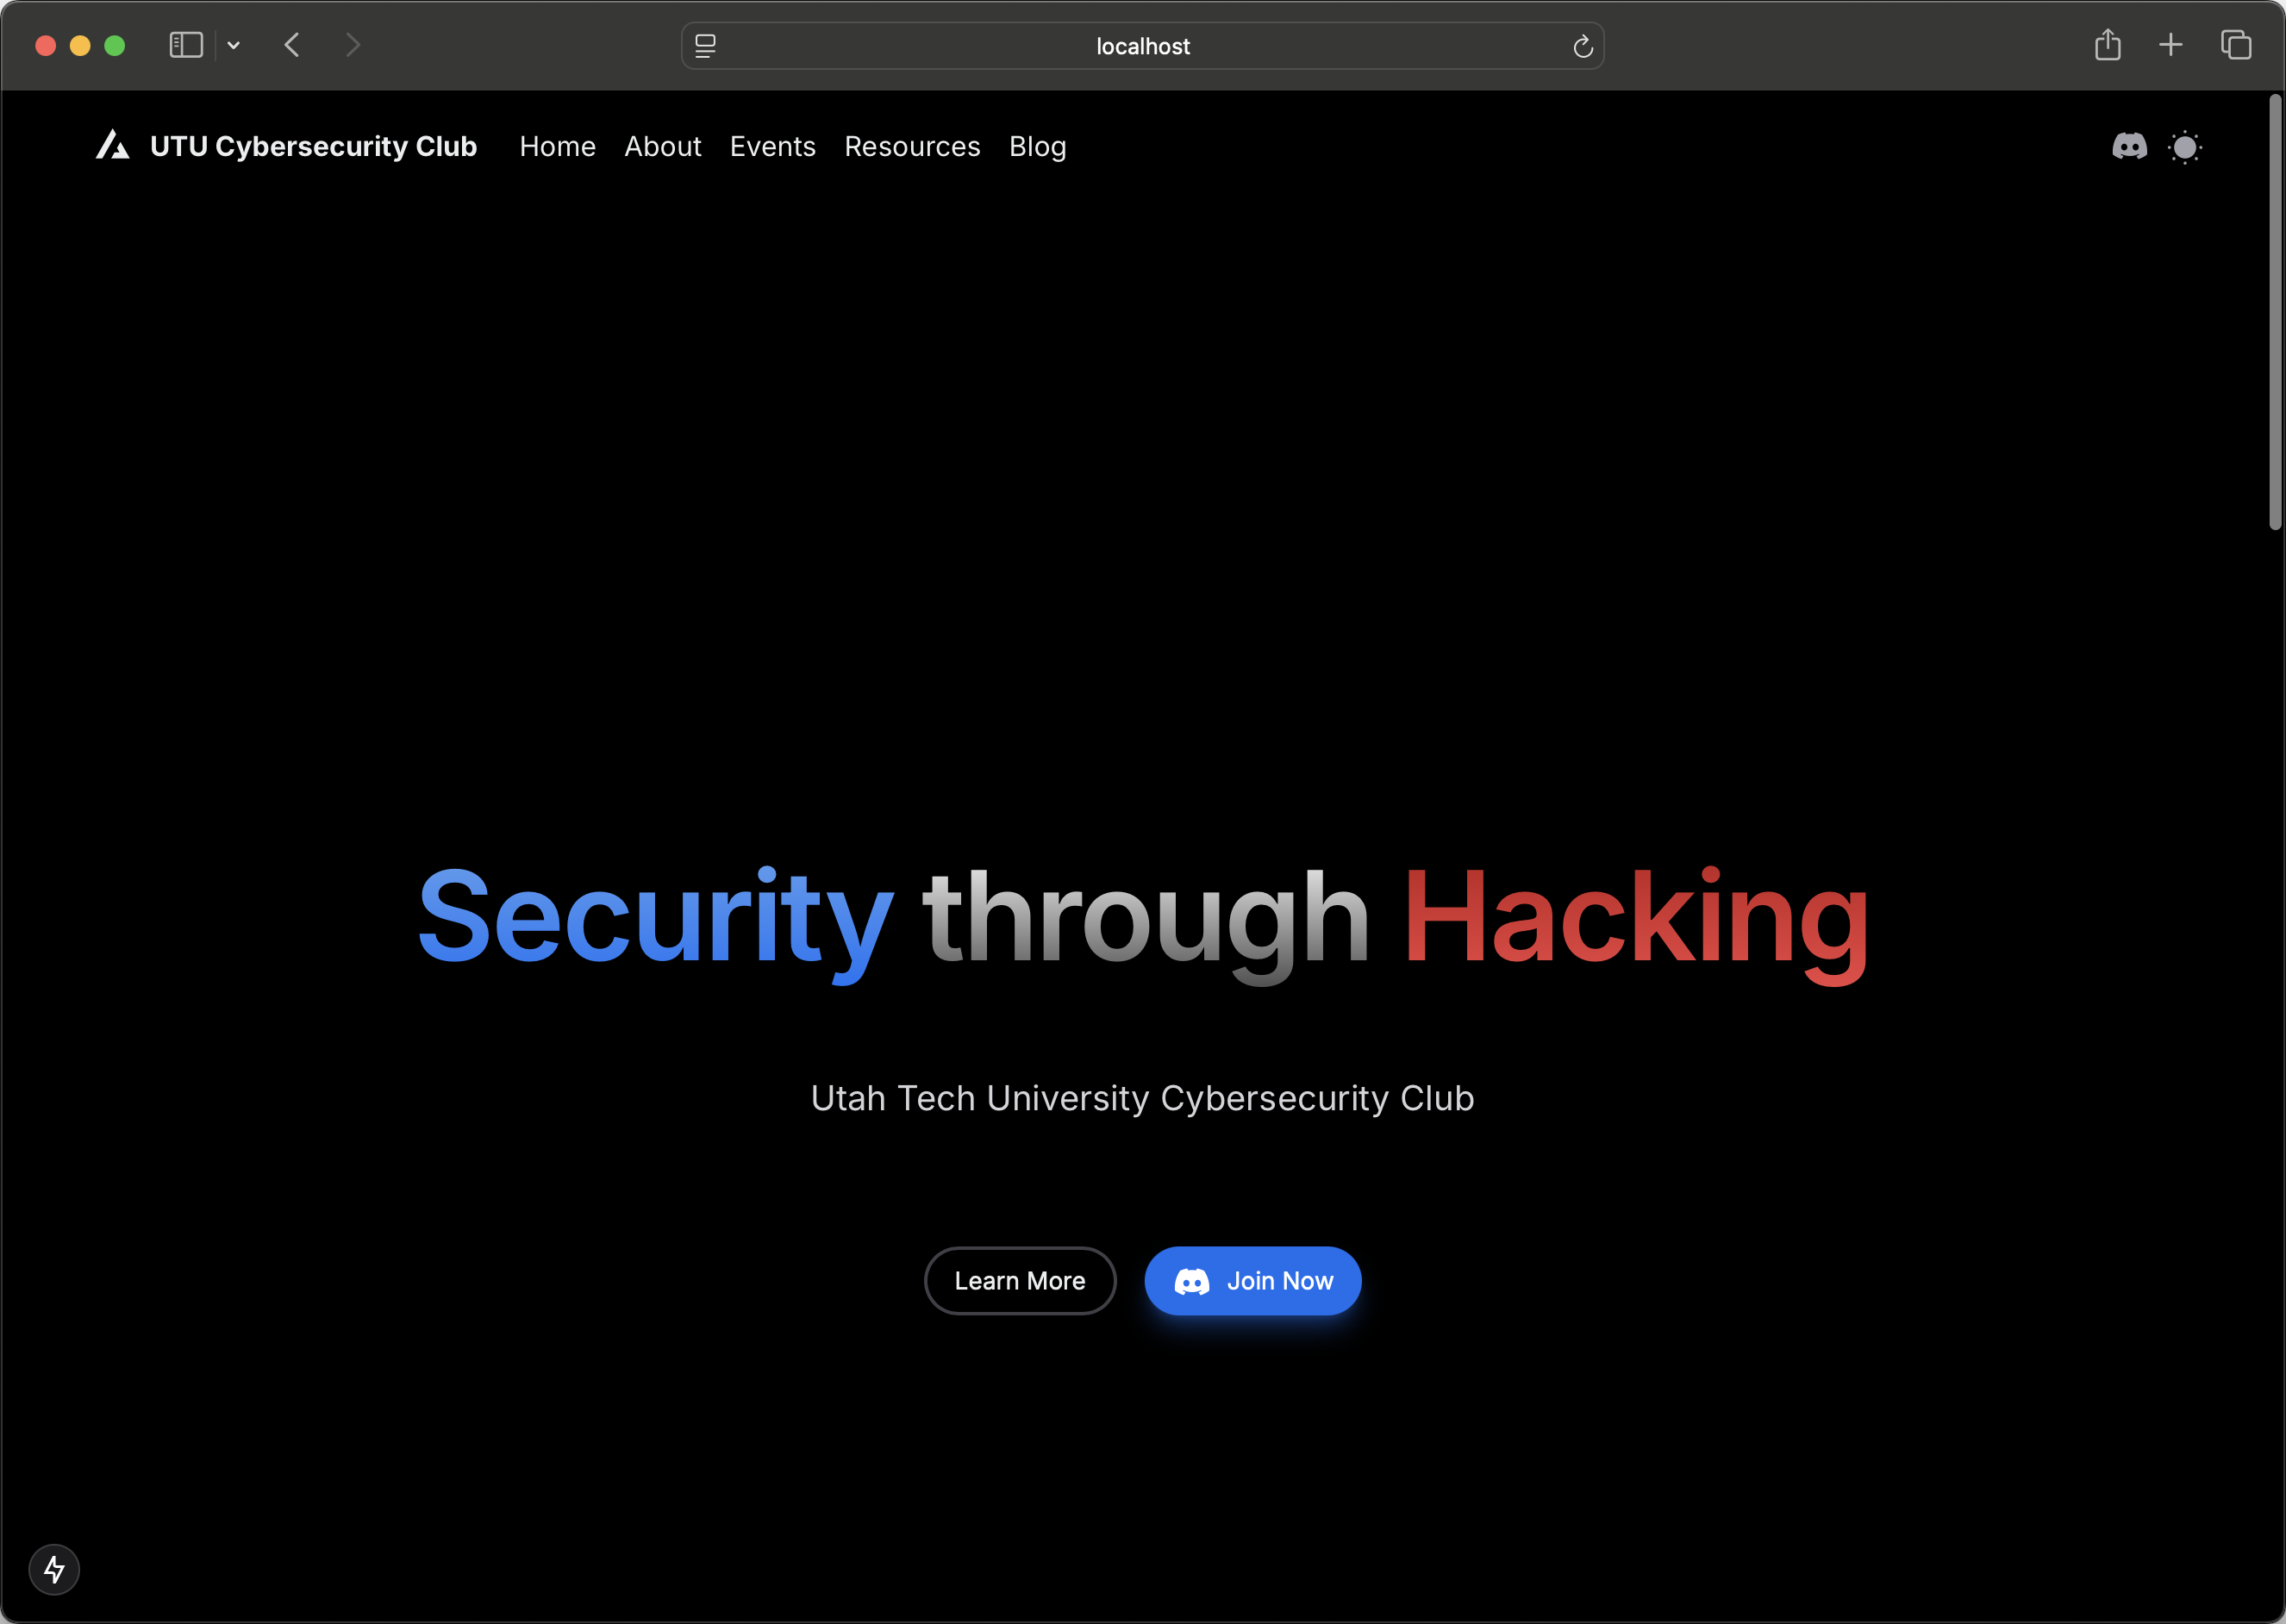 localhost
UTU Cybersecurity Club Home About Events Resources Blog
Security through Hacking
Utah Tech University Cybersecurity Club
Learn More Join Now